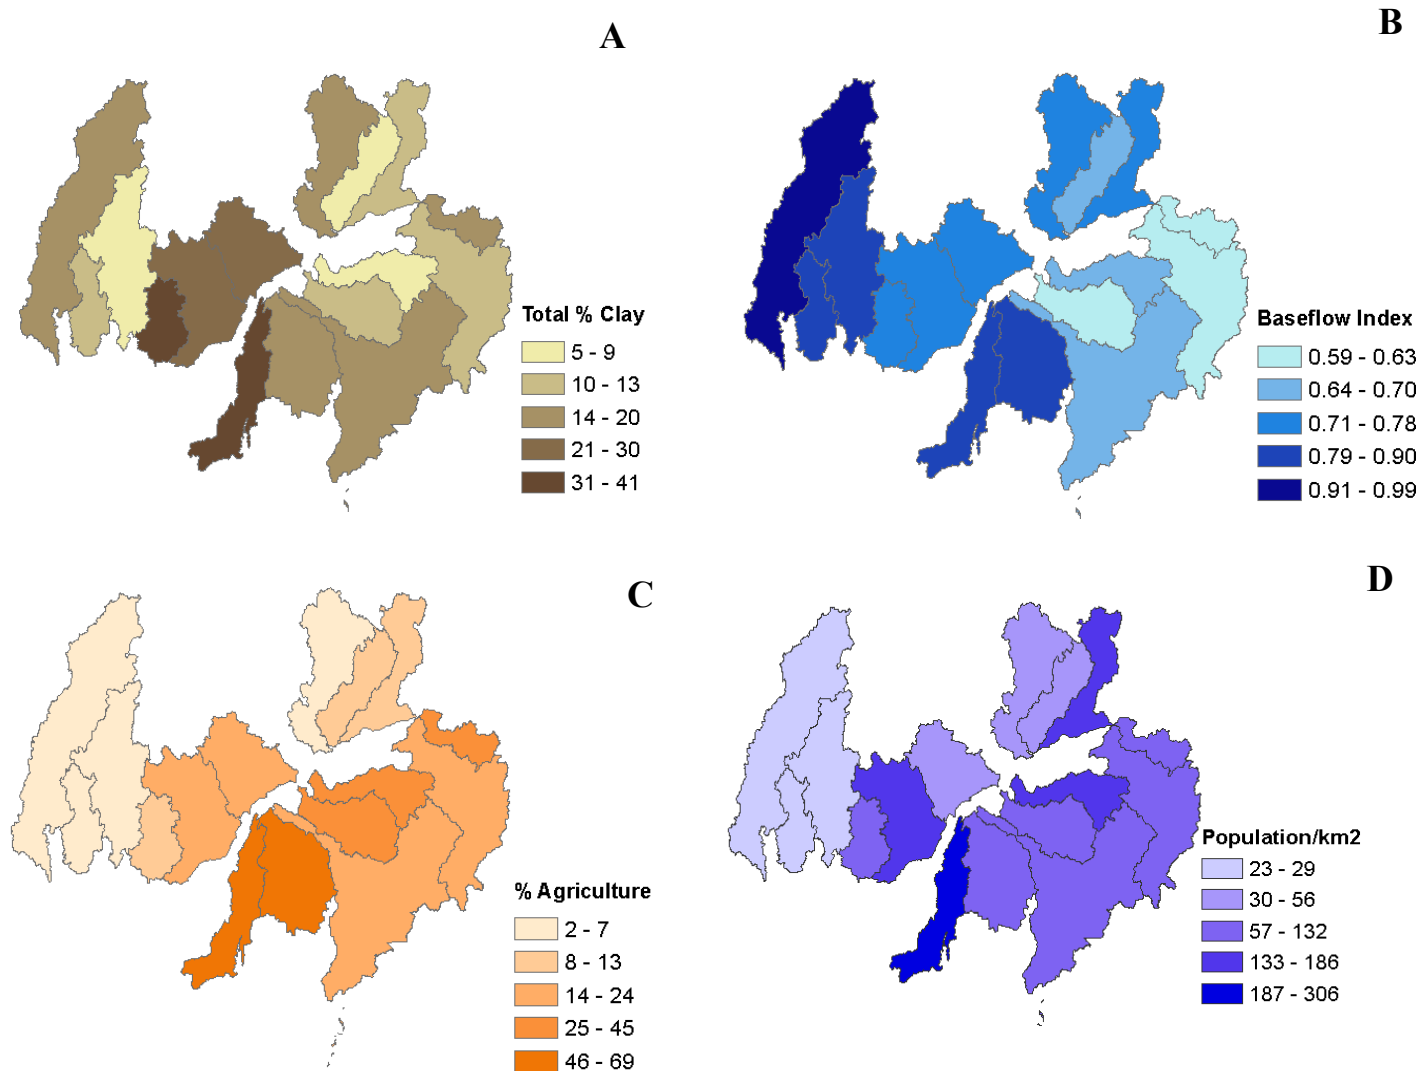 A
B
Total % Clay
5 - 9
10 - 13
14 - 20
21 - 30
31 - 41
Baseflow Index
0.59 - 0.63
0.64 - 0.70
0.71 - 0.78
0.79 - 0.90
0.91 - 0.99
C
D
% Agriculture
2 - 7
8 - 13
14 - 24
25 - 45
46 - 69
Population/km2
23 - 29
30 - 56
57 - 132
133 - 186
187 - 306